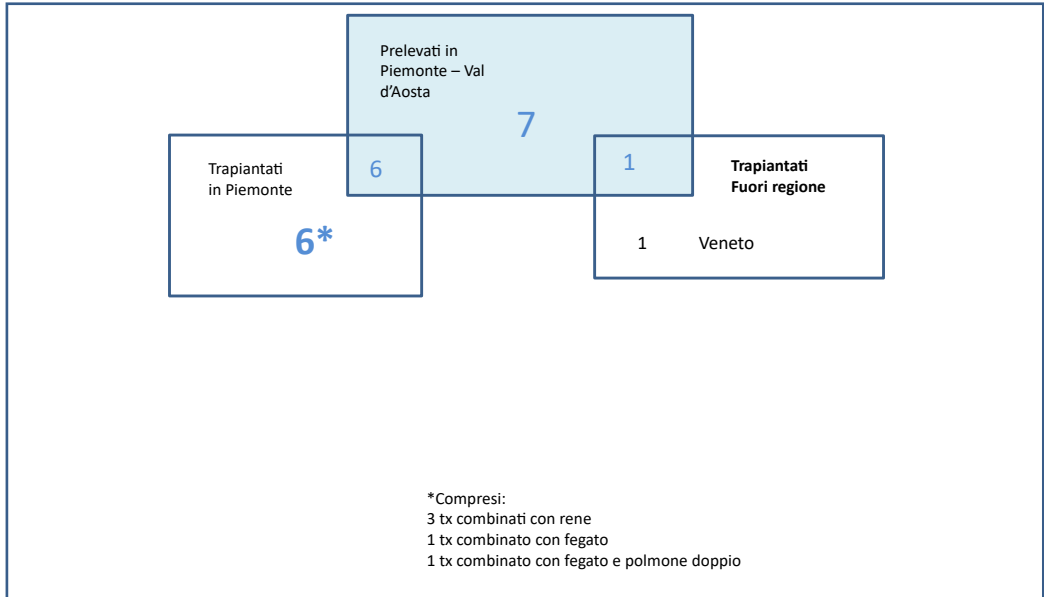 Prelevati in
Piemonte – Val
d'Aosta
7
Trapiantati
in Piemonte
6
6*
1
Trapiantati
Fuori regione
1 Veneto
*Compresi:
3 tx combinati con rene
1 tx combinato con fegato
1 tx combinato con fegato e polmone doppio